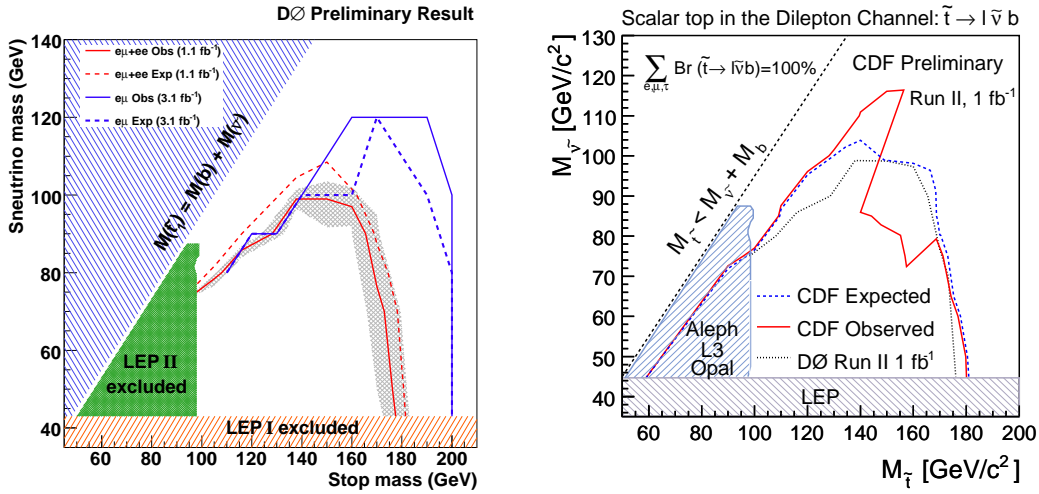 DØ Preliminary Result
Sneutrino mass (GeV)
140
120
100
80
60
40
eμ+ee Obs (1.1 fb⁻¹)
eμ+ee Exp (1.1 fb⁻¹)
eμ Obs (3.1 fb⁻¹)
eμ Exp (3.1 fb⁻¹)
M(t̃₁) = M(b) + M(ν̃)
LEP II
excluded
LEP I excluded
60 80 100 120 140 160 180 200
Stop mass (GeV)
Scalar top in the Dilepton Channel: t̃ → l ν̃ b
M_ν̃ [GeV/c²]
130
120
110
100
90
80
70
60
50
40
∑ e,μ,τ Br (t̃→ lν̃b)=100%
CDF Preliminary
Run II, 1 fb⁻¹
M_t̃ < M_ν̃ + M_b
Aleph
L3
Opal
CDF Expected
CDF Observed
DØ Run II 1 fb⁻¹
LEP
60 80 100 120 140 160 180 200
M_t̃ [GeV/c²]